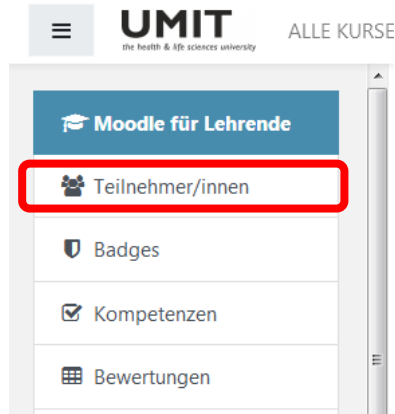 UMIT
the health & life sciences university
ALLE KURSE
Moodle für Lehrende
Teilnehmer/innen
Badges
Kompetenzen
Bewertungen